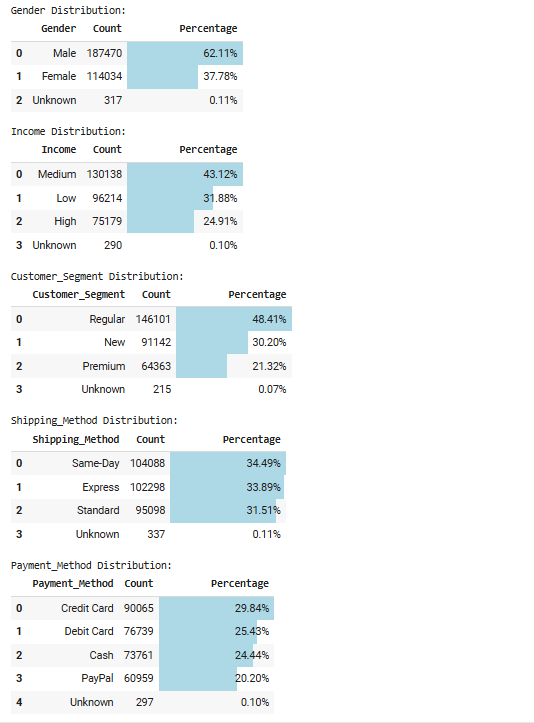 Gender Distribution:
Gender Count Percentage
0 Male 187470 62.11%
1 Female 114034 37.78%
2 Unknown 317 0.11%
Income Distribution:
Income Count Percentage
0 Medium 130138 43.12%
1 Low 96214 31.88%
2 High 75179 24.91%
3 Unknown 290 0.10%
Customer_Segment Distribution:
Customer_Segment Count Percentage
0 Regular 146101 48.41%
1 New 91142 30.20%
2 Premium 64363 21.32%
3 Unknown 215 0.07%
Shipping_Method Distribution:
Shipping_Method Count Percentage
0 Same-Day 104088 34.49%
1 Express 102298 33.89%
2 Standard 95098 31.51%
3 Unknown 337 0.11%
Payment_Method Distribution:
Payment_Method Count Percentage
0 Credit Card 90065 29.84%
1 Debit Card 76739 25.43%
2 Cash 73761 24.44%
3 PayPal 60959 20.20%
4 Unknown 297 0.10%